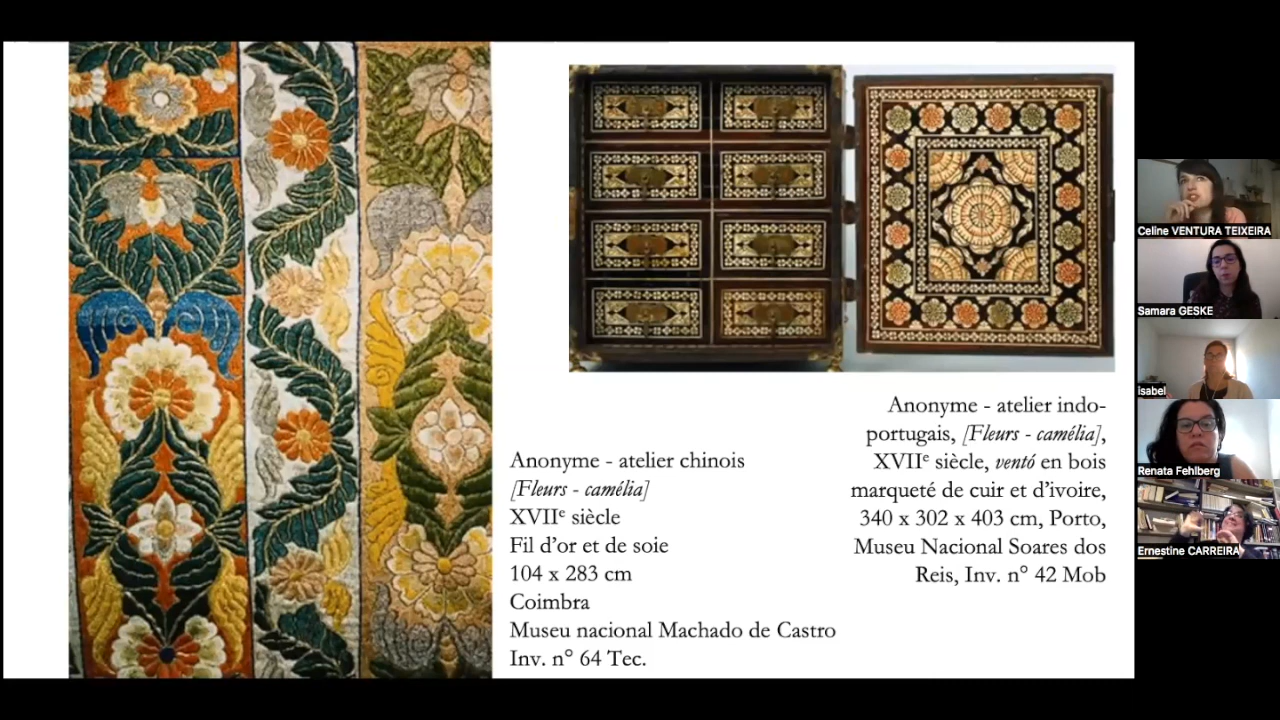 Anonyme - atelier chinois
[Fleurs - camélia]
XVIIᵉ siècle
Fil d'or et de soie
104 x 283 cm
Coimbra
Museu nacional Machado de Castro
Inv. n° 64 Tec.
Anonyme - atelier indo-
portugais, [Fleurs - camélia],
XVIIᵉ siècle, ventó en bois
marqueté de cuir et d'ivoire,
340 x 302 x 403 cm, Porto,
Museu Nacional Soares dos
Reis, Inv. n° 42 Mob
Celine VENTURA TEIXEIRA
Samara GESKE
isabel
Renata Fehlberg
Ernestine CARREIRA